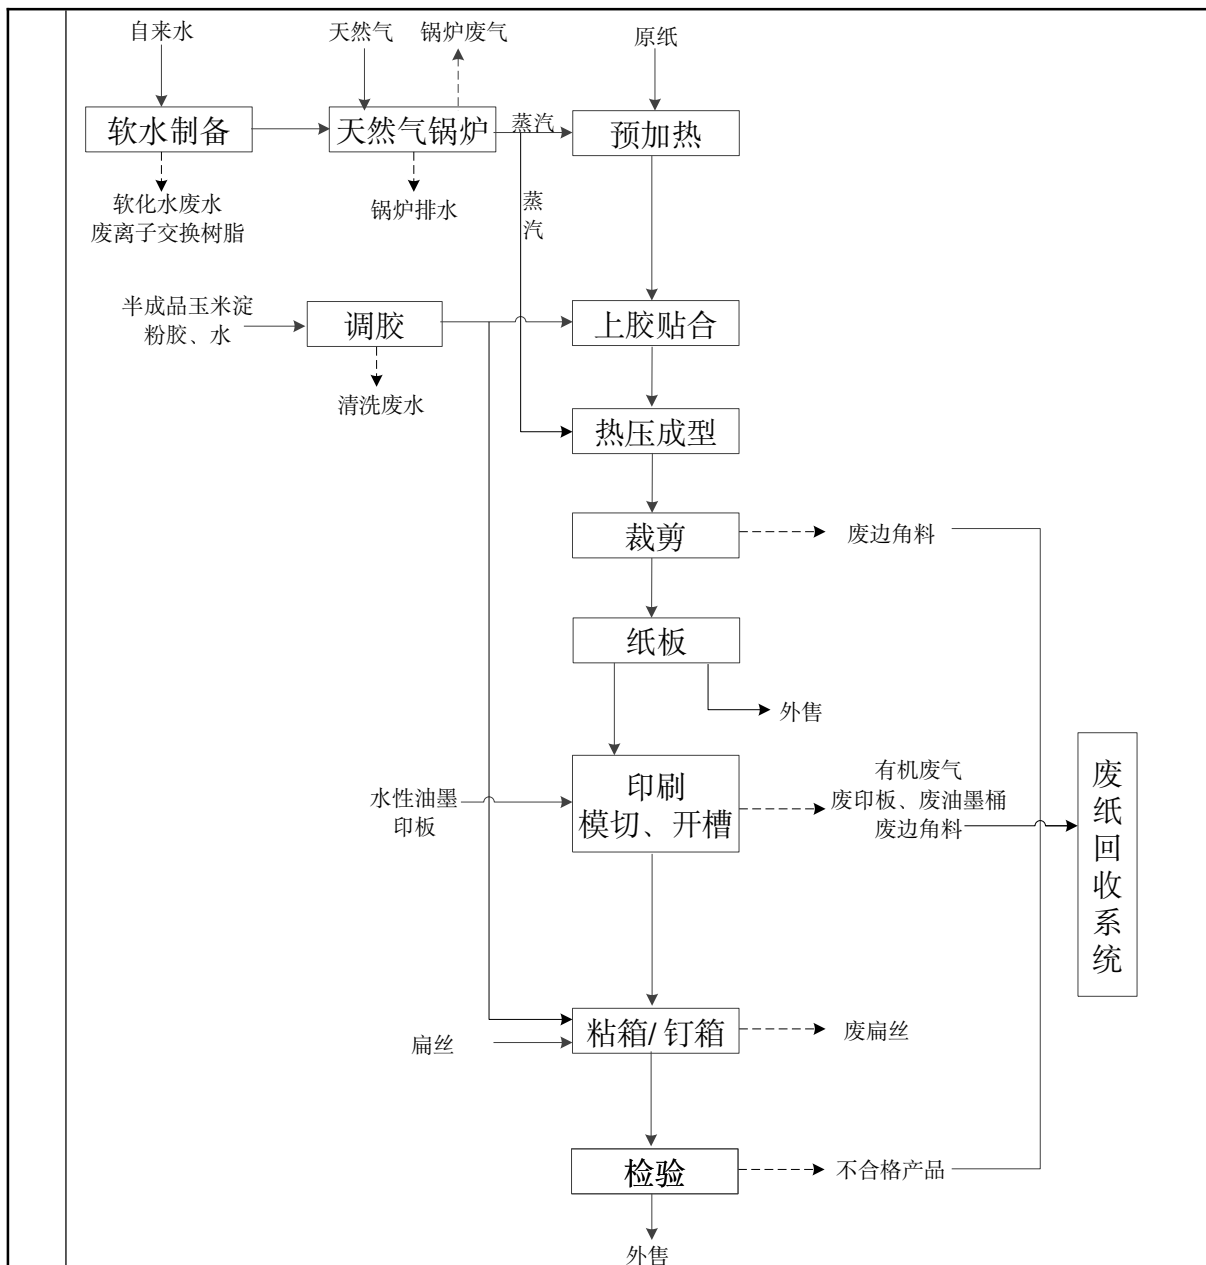 自来水
天然气
锅炉废气
原纸
软水制备
天然气锅炉
蒸汽
预加热
软化水废水
废离子交换树脂
锅炉排水
蒸
汽
半成品玉米淀
粉胶、水
调胶
上胶贴合
清洗废水
热压成型
裁剪
废边角料
纸板
外售
水性油墨
印板
印刷
模切、开槽
有机废气
废印板、废油墨桶
废边角料
废
纸
回
收
系
统
扁丝
粘箱/ 钉箱
废扁丝
检验
不合格产品
外售